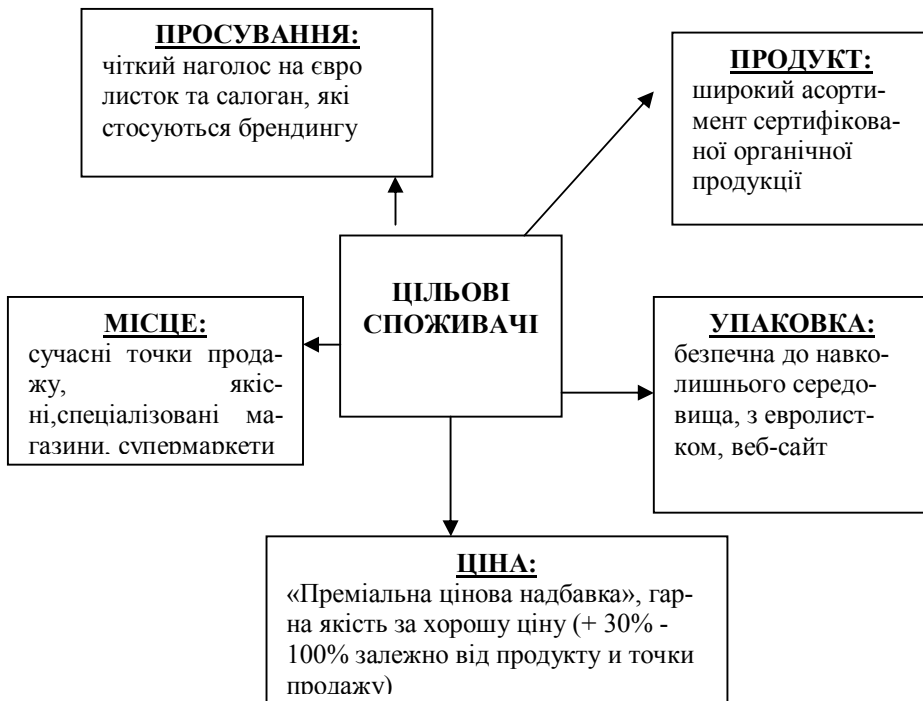 ПРОСУВАННЯ:
чіткий наголос на євро
листок та салоган, які
стосуються брендингу
ПРОДУКТ:
широкий асорти-
мент сертифікова-
ної органічної
продукції
ЦІЛЬОВІ
СПОЖИВАЧІ
МІСЦЕ:
сучасні точки прода-
жу, якіс-
ні,спеціалізовані ма-
газини, супермаркети
УПАКОВКА:
безпечна до навко-
лишнього середо-
вища, з евролист-
ком, веб-сайт
ЦІНА:
«Преміальна цінова надбавка», гар-
на якість за хорошу ціну (+ 30% -
100% залежно від продукту и точки
продажу)